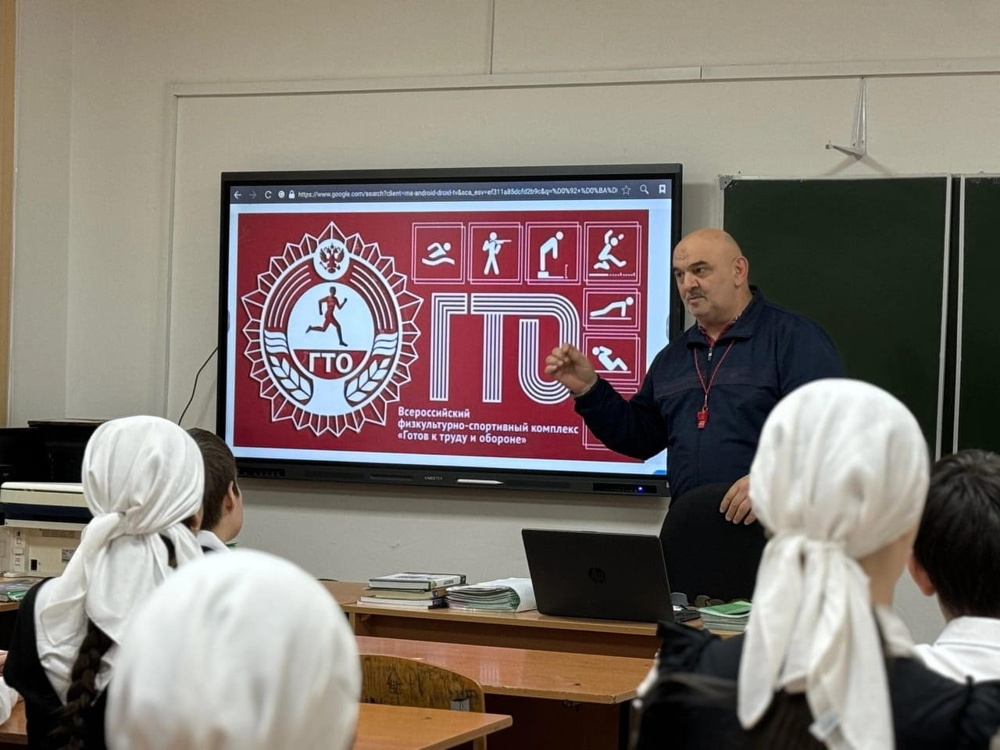 https://www.google.com/search?client=ms-android-droid-tv&sca_esv=ef311a85dcfd2b9c&q=%D0%92+%D0%BA%D
ГТО
ГТО
Всероссийский
физкультурно-спортивный комплекс
«Готов к труду и обороне»
hp